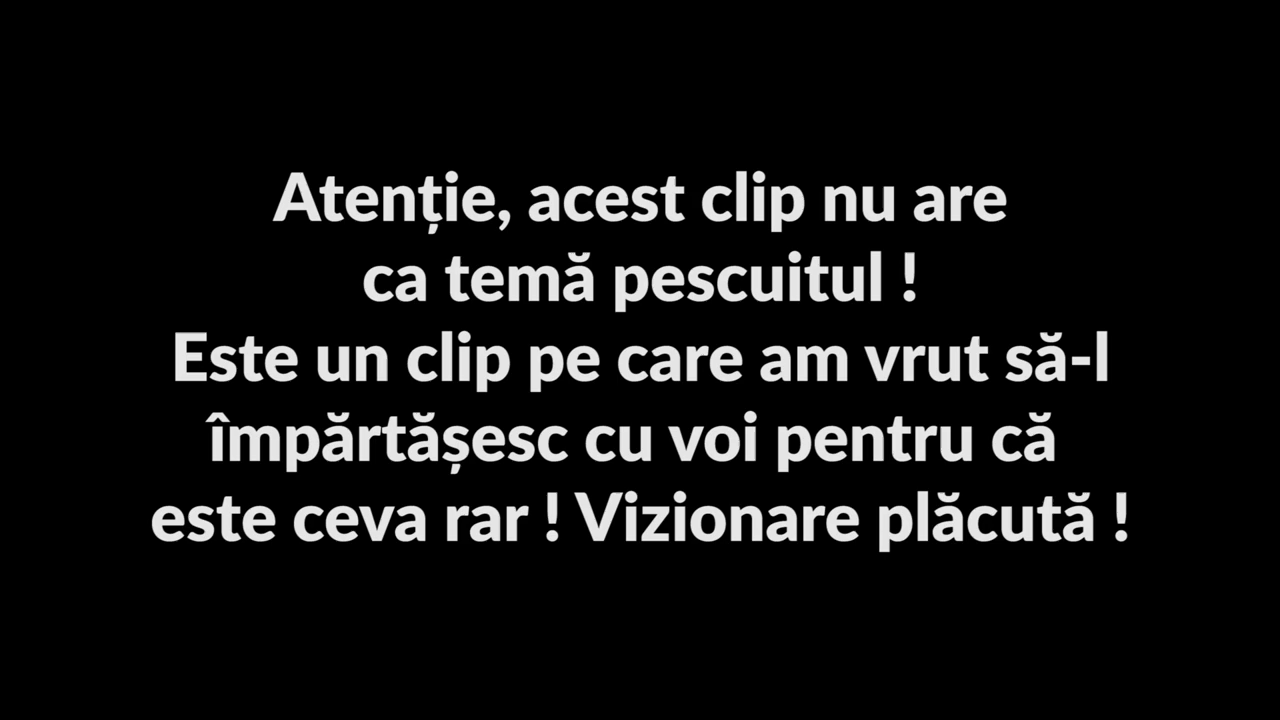 Atenție, acest clip nu are
ca temă pescuitul !
Este un clip pe care am vrut să-l
împărtășesc cu voi pentru că
este ceva rar ! Vizionare plăcută !